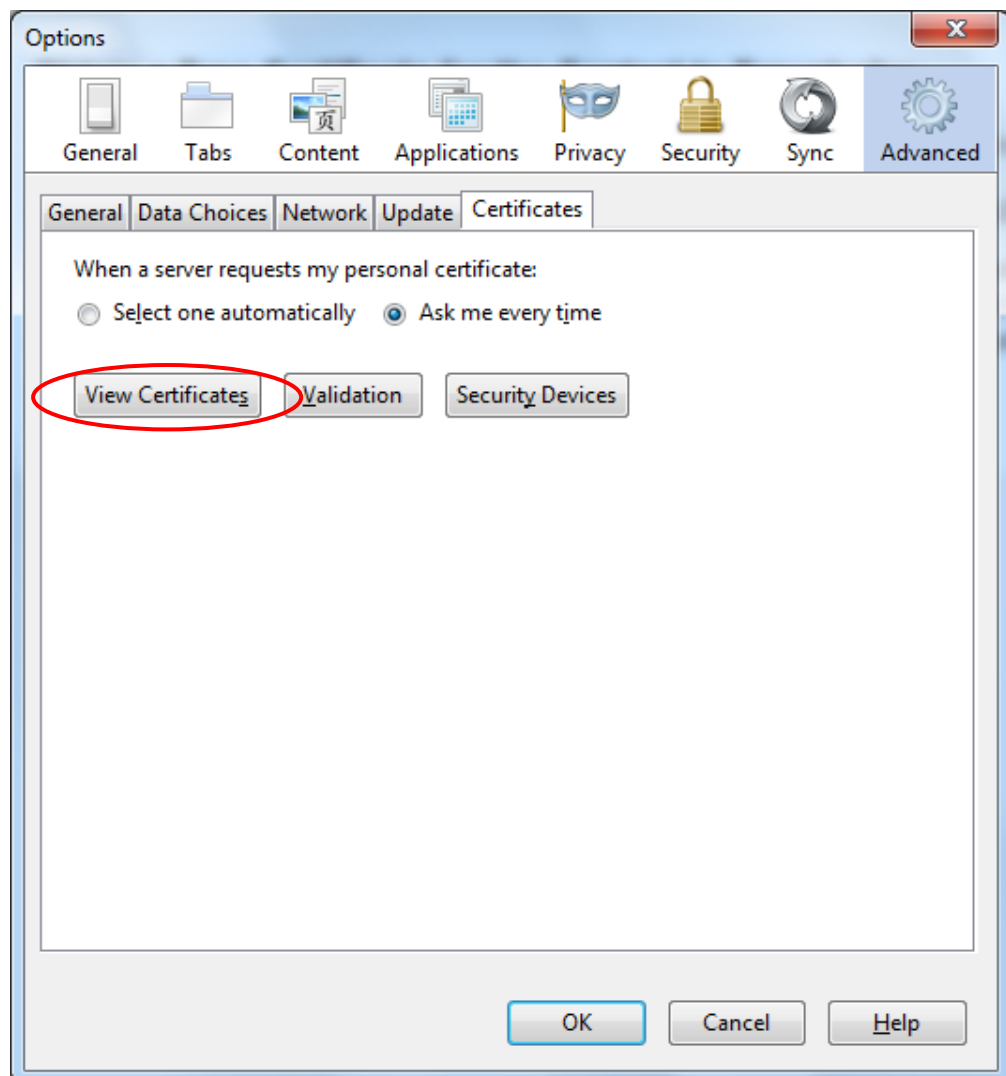 Options
General Tabs Content Applications Privacy Security Sync Advanced
页
General Data Choices Network Update Certificates
When a server requests my personal certificate:
Select one automatically Ask me every time
View Certificates Validation Security Devices
OK Cancel Help